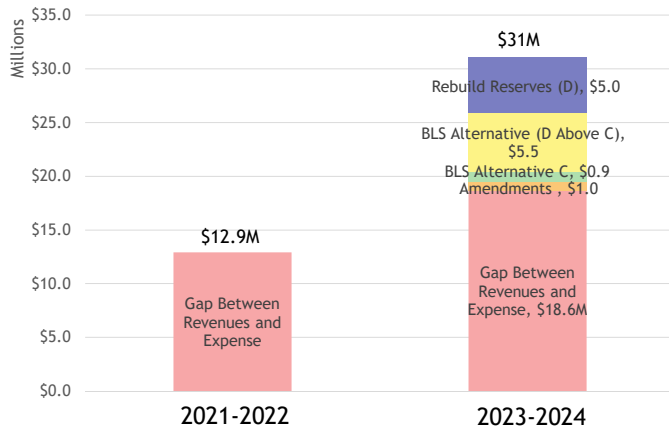 Millions
$35.0
$30.0
$25.0
$20.0
$15.0
$10.0
$5.0
$0.0
$12.9M
Gap Between
Revenues and
Expense
$31M
Rebuild Reserves (D), $5.0
BLS Alternative (D Above C),
$5.5
BLS Alternative C, $0.9
Amendments , $1.0
Gap Between
Revenues and
Expense, $18.6M
2021-2022
2023-2024